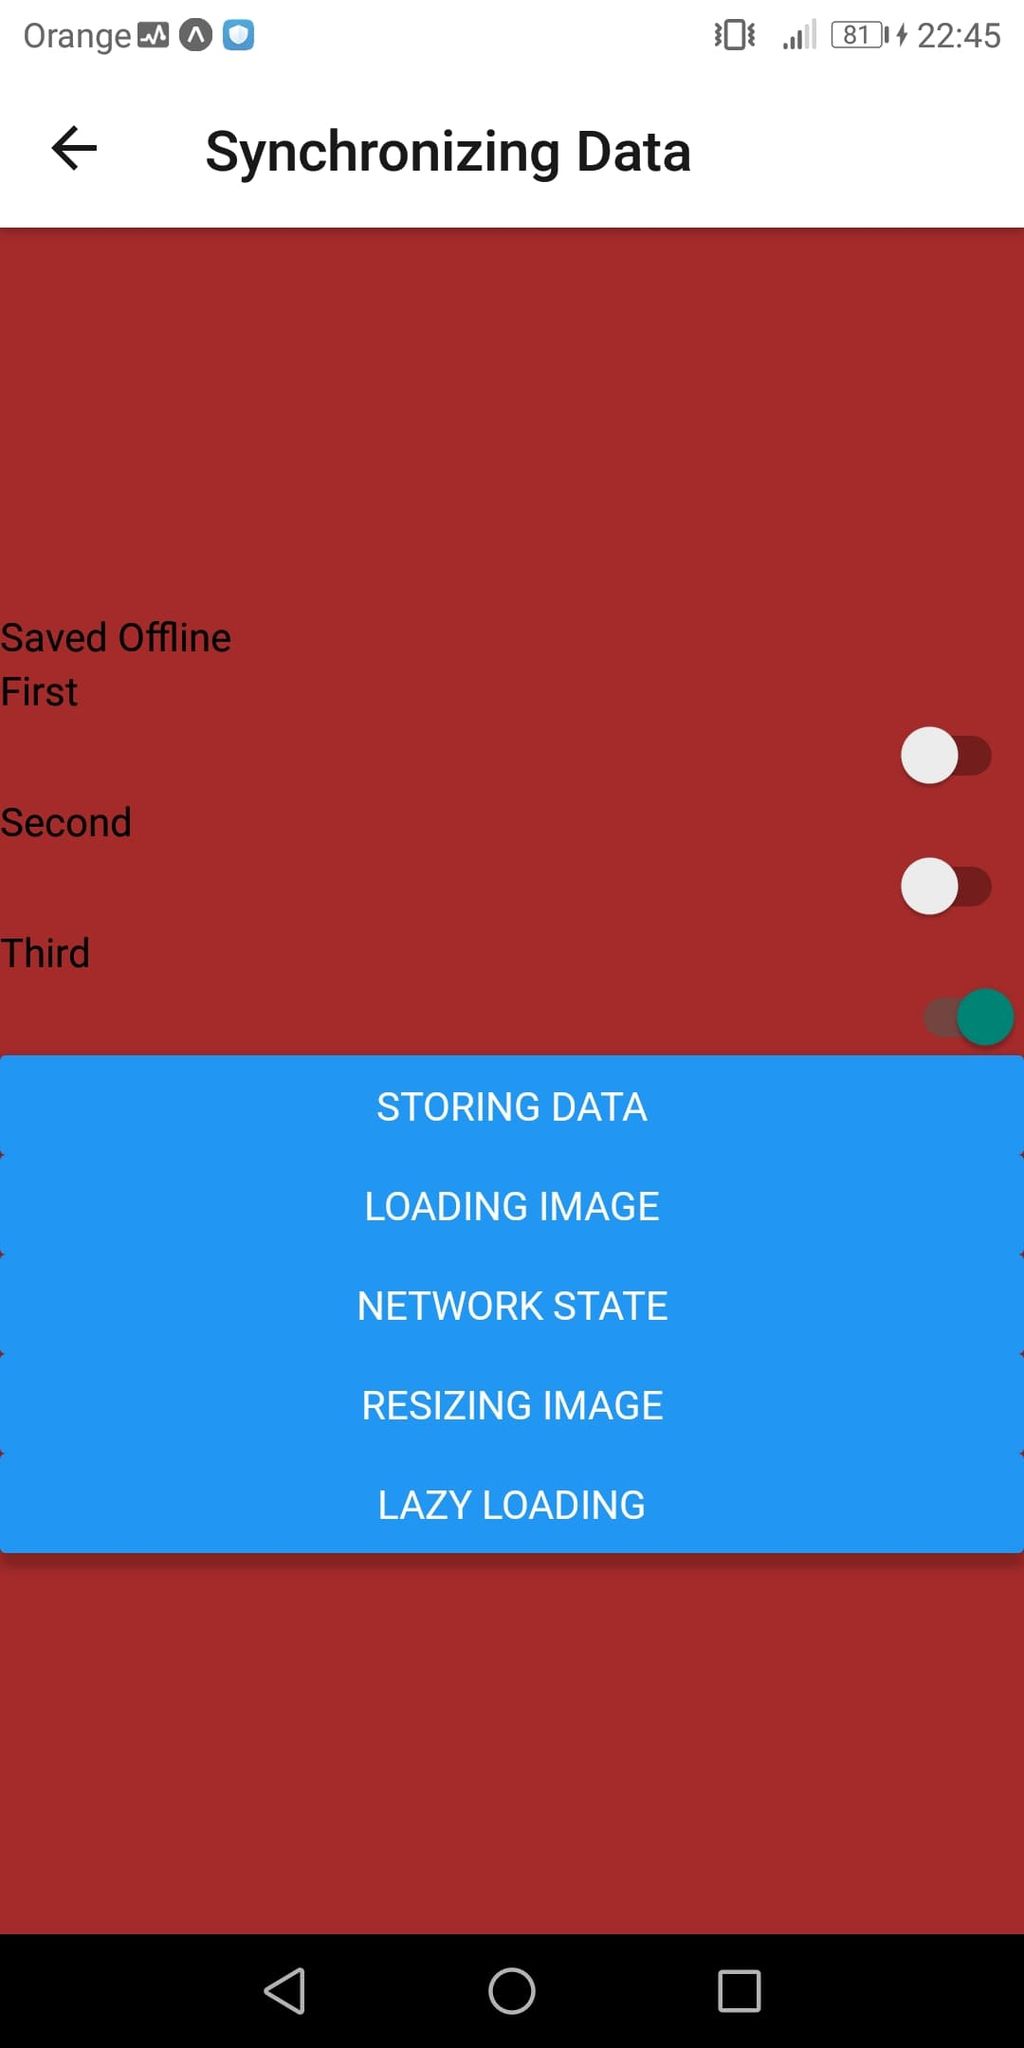 Orange 81 22:45
Synchronizing Data
Saved Offline
First
Second
Third
STORING DATA
LOADING IMAGE
NETWORK STATE
RESIZING IMAGE
LAZY LOADING